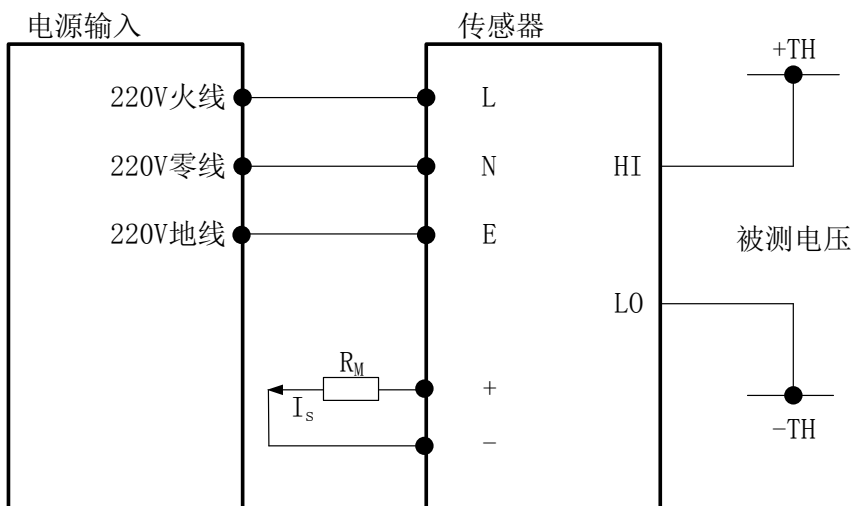 电源输入
传感器
+TH
220V火线
L
220V零线
N
HI
220V地线
E
被测电压
LO
R_M
+
I_s
−
−TH